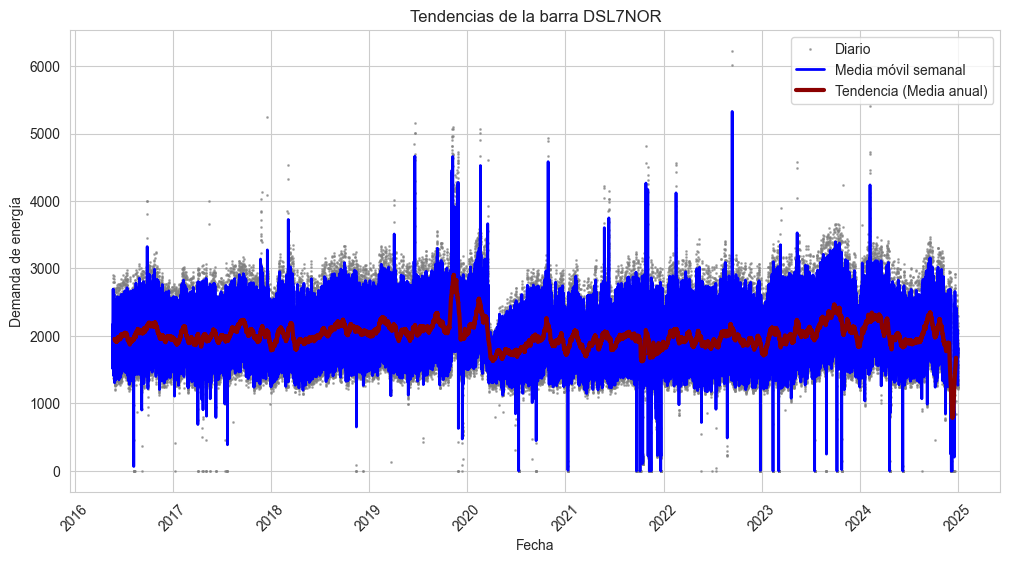 Tendencias de la barra DSL7NOR
Diario
Media móvil semanal
Tendencia (Media anual)
Demanda de energía
6000
5000
4000
3000
2000
1000
0
2016
2017
2018
2019
2020
2021
2022
2023
2024
2025
Fecha